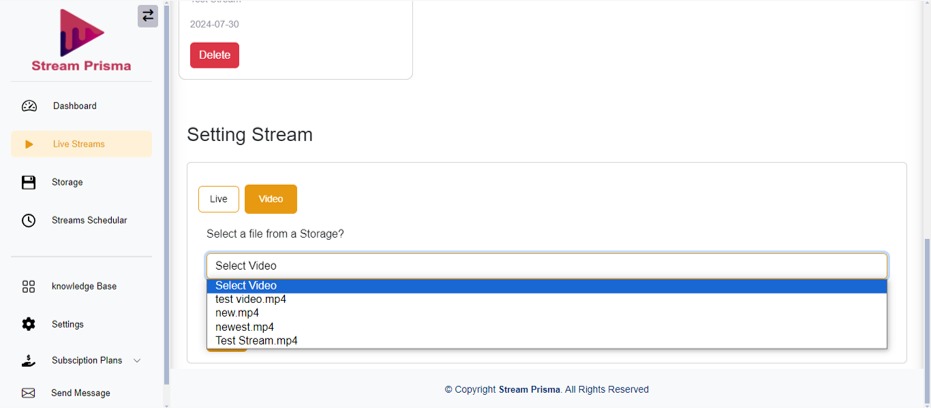 Stream Prisma
Dashboard
Live Streams
Storage
Streams Schedular
knowledge Base
Settings
Subsciption Plans
Send Message
Test Stream
2024-07-30
Delete
Setting Stream
Live
Video
Select a file from a Storage?
Select Video
Select Video
test video.mp4
new.mp4
newest.mp4
Test Stream.mp4
© Copyright Stream Prisma. All Rights Reserved